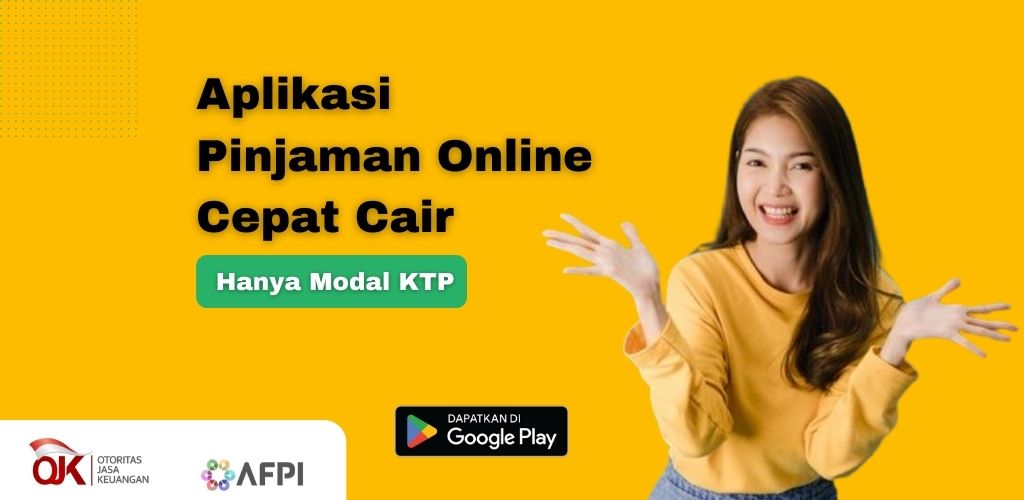 Aplikasi
Pinjaman Online
Cepat Cair
Hanya Modal KTP
DAPATKAN DI
Google Play
OJK
OTORITAS
JASA
KEUANGAN
AFPI